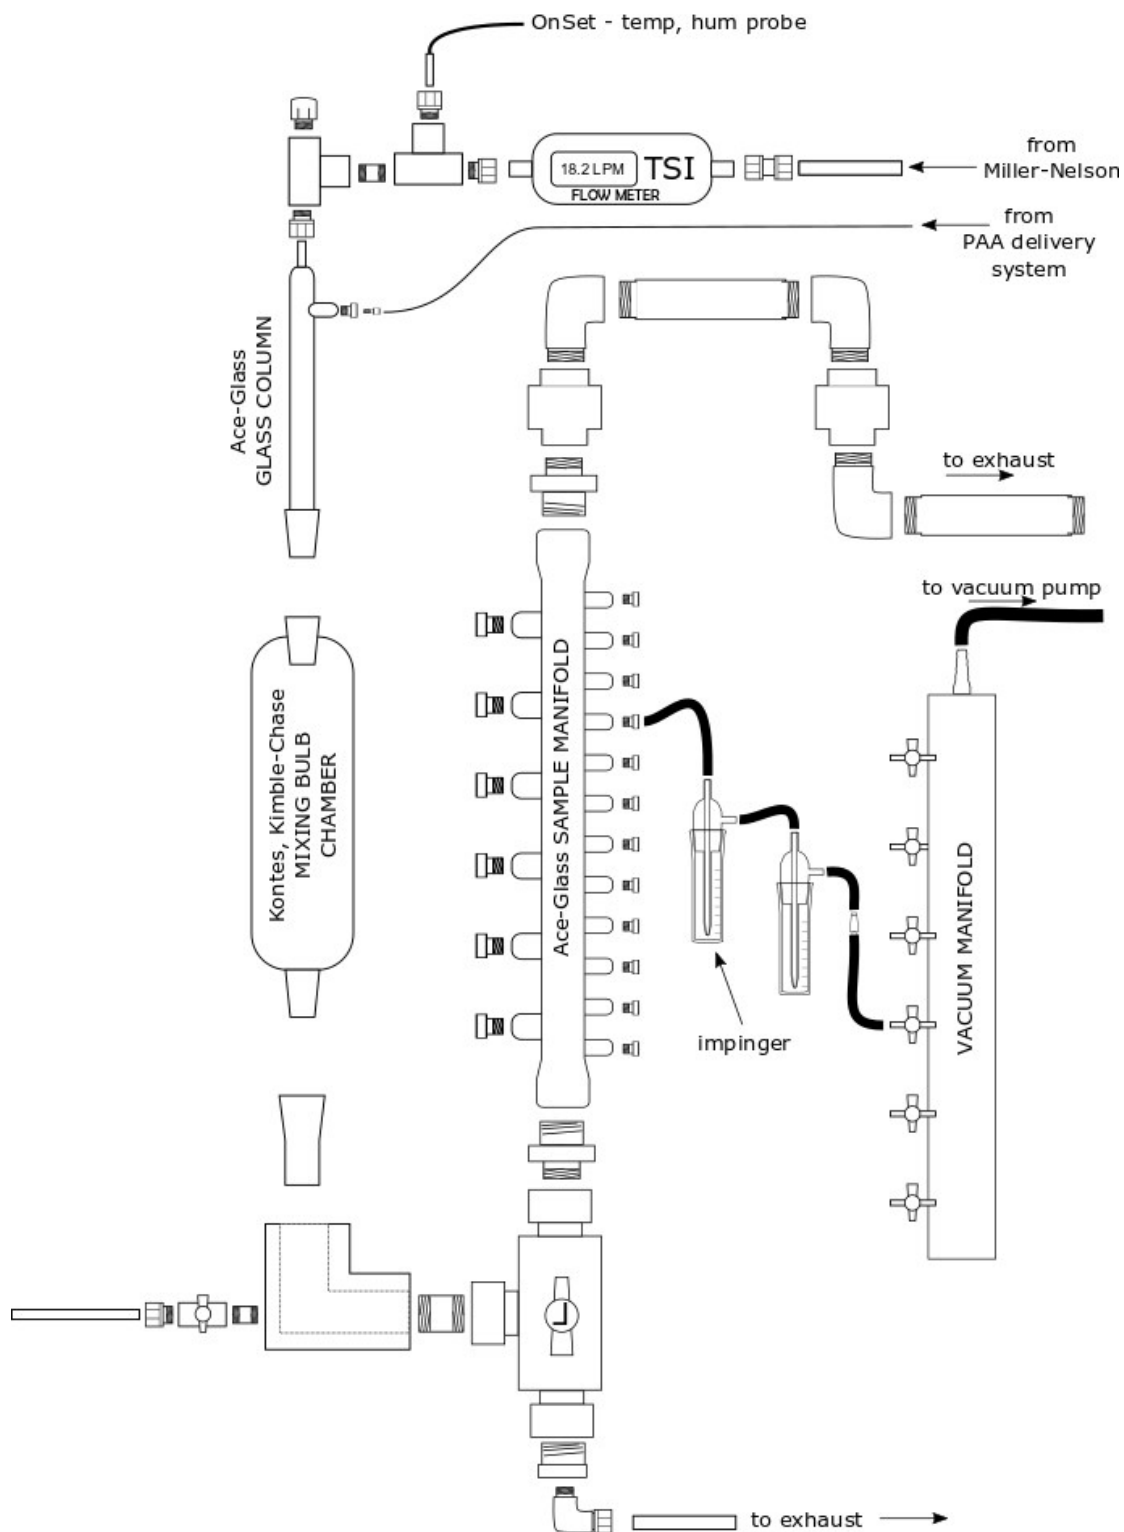 OnSet - temp, hum probe
from
Miller-Nelson
18.2 LPM
TSI
FLOW METER
from
PAA delivery
system
Ace-Glass
GLASS COLUMN
to exhaust
to vacuum pump
Kontes, Kimble-Chase
MIXING BULB
CHAMBER
Ace-Glass SAMPLE MANIFOLD
impinger
VACUUM MANIFOLD
L
to exhaust